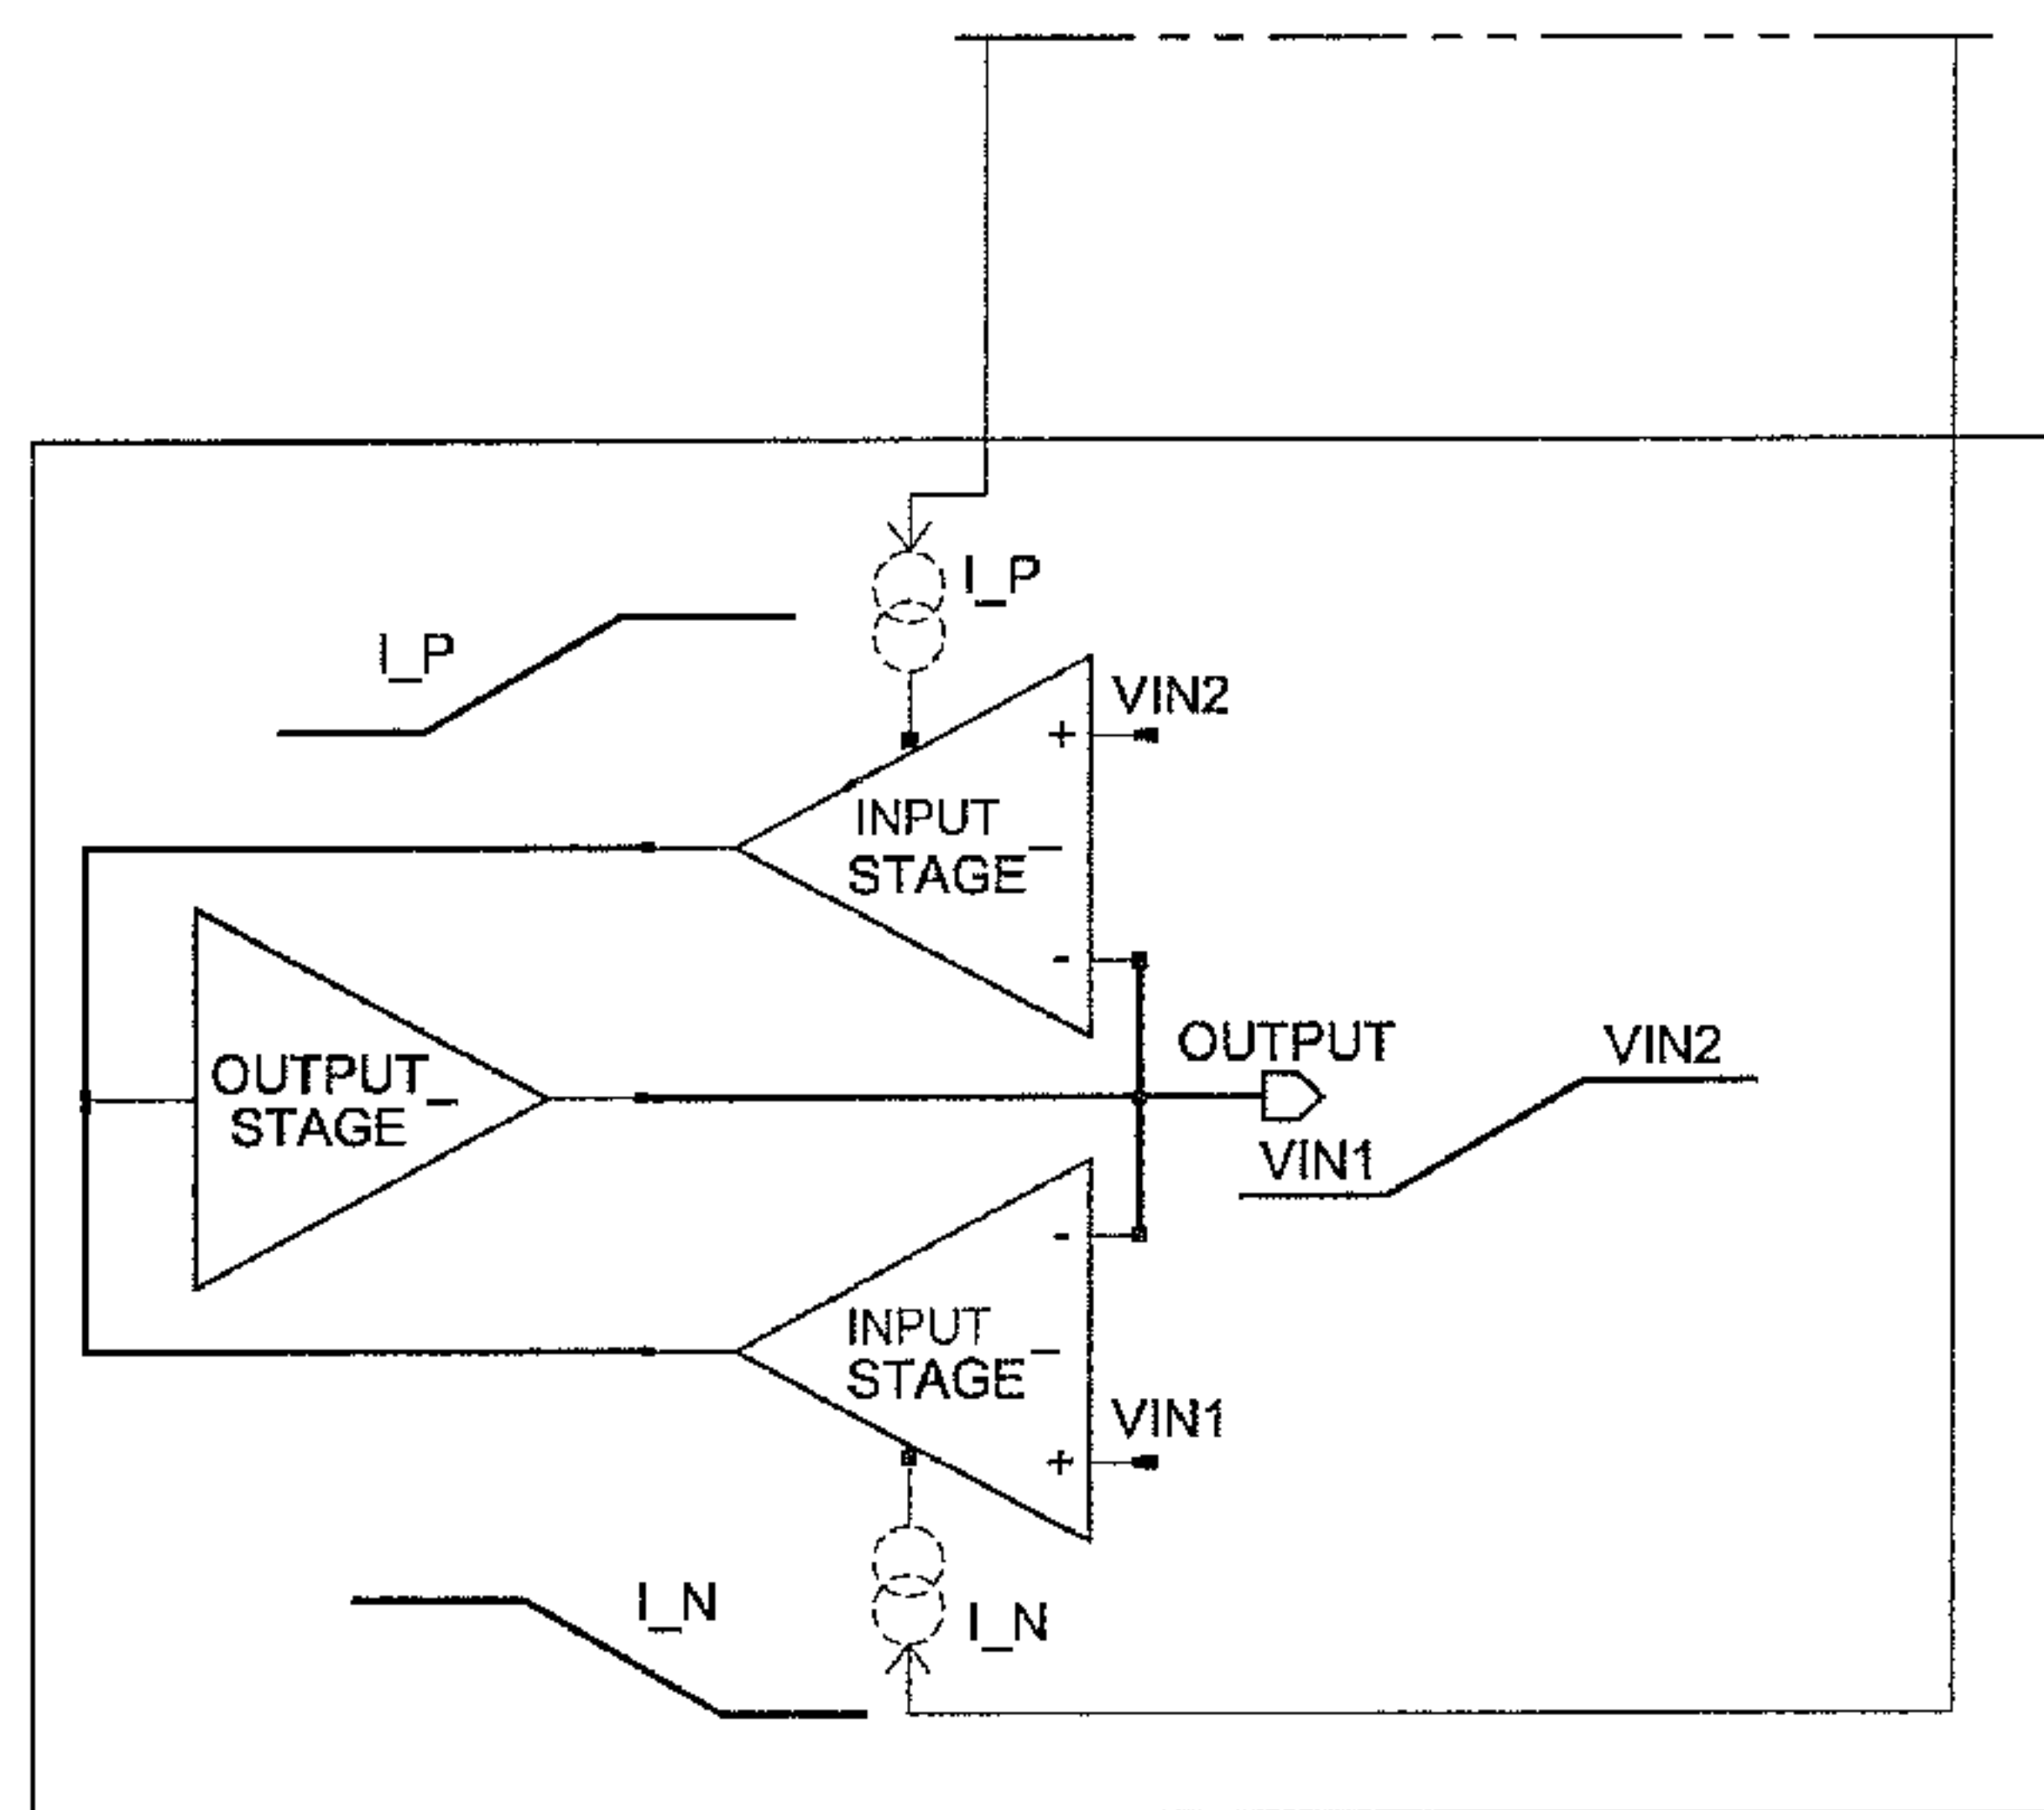 I_P
I_P
VIN2
+
INPUT_
STAGE
-
OUTPUT
VIN2
OUTPUT_
STAGE
VIN1
-
INPUT_
STAGE
VIN1
+
I_N
I_N